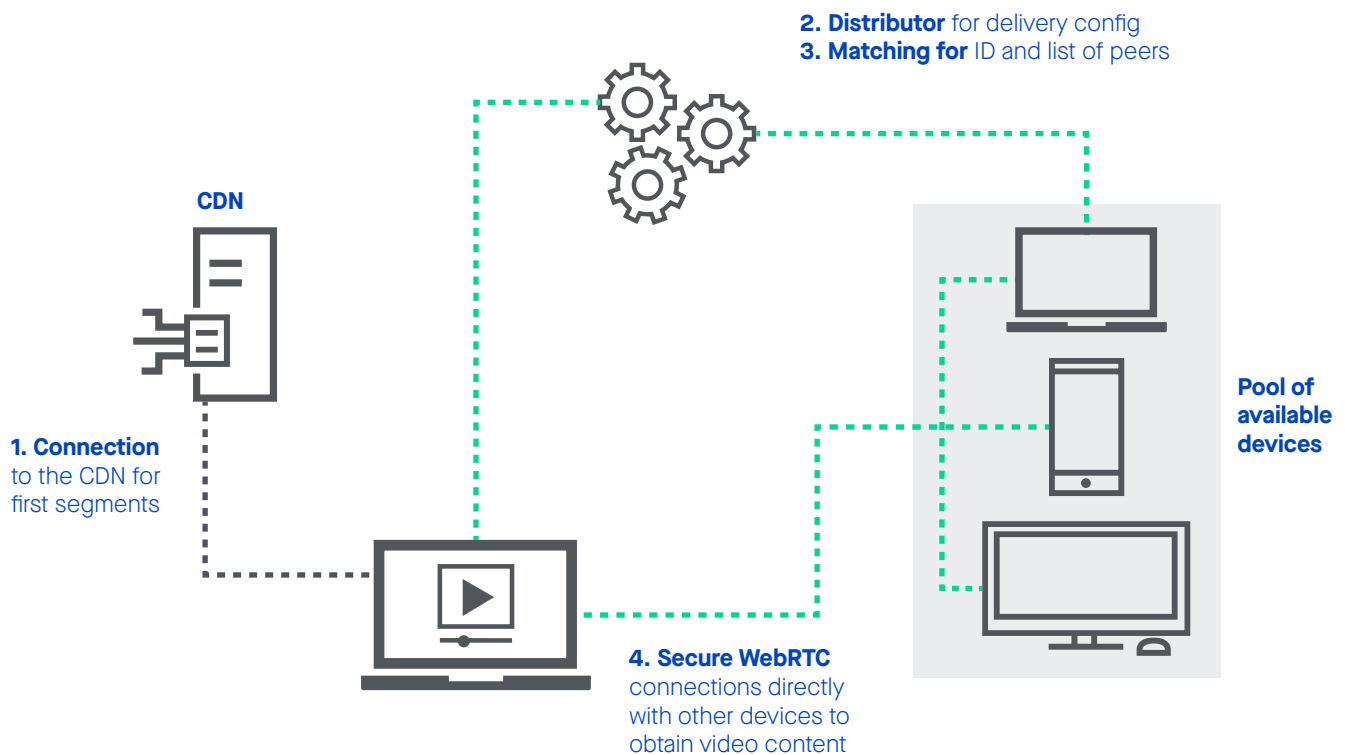 2. Distributor for delivery config
3. Matching for ID and list of peers
CDN
1. Connection
to the CDN for
first segments
Pool of
available
devices
4. Secure WebRTC
connections directly
with other devices to
obtain video content